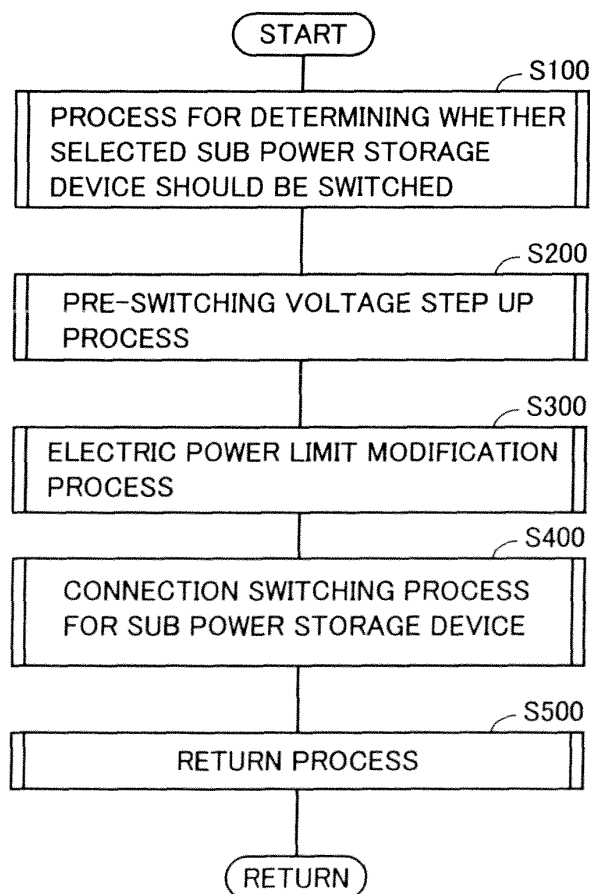 START
S100
PROCESS FOR DETERMINING WHETHER
SELECTED SUB POWER STORAGE
DEVICE SHOULD BE SWITCHED
S200
PRE-SWITCHING VOLTAGE STEP UP
PROCESS
S300
ELECTRIC POWER LIMIT MODIFICATION
PROCESS
S400
CONNECTION SWITCHING PROCESS
FOR SUB POWER STORAGE DEVICE
S500
RETURN PROCESS
RETURN